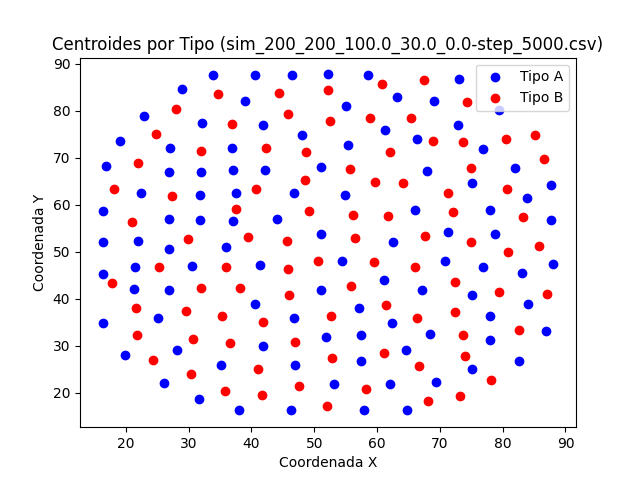 Centroides por Tipo (sim_200_200_100.0_30.0_0.0-step_5000.csv)
Tipo A
Tipo B
90
80
70
60
50
40
30
20
Coordenada Y
20 30 40 50 60 70 80 90
Coordenada X